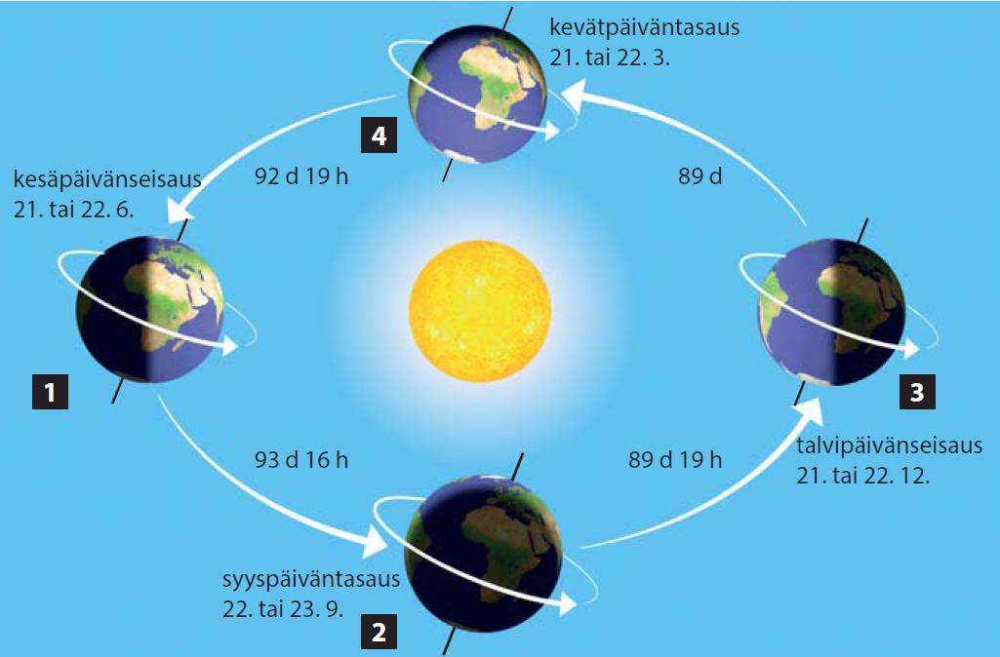 kevätpäiväntasaus
21. tai 22. 3.
4
kesäpäivänseisaus
21. tai 22. 6.
92 d 19 h
89 d
1
3
93 d 16 h
89 d 19 h
talvipäivänseisaus
21. tai 22. 12.
syyspäiväntasaus
22. tai 23. 9.
2